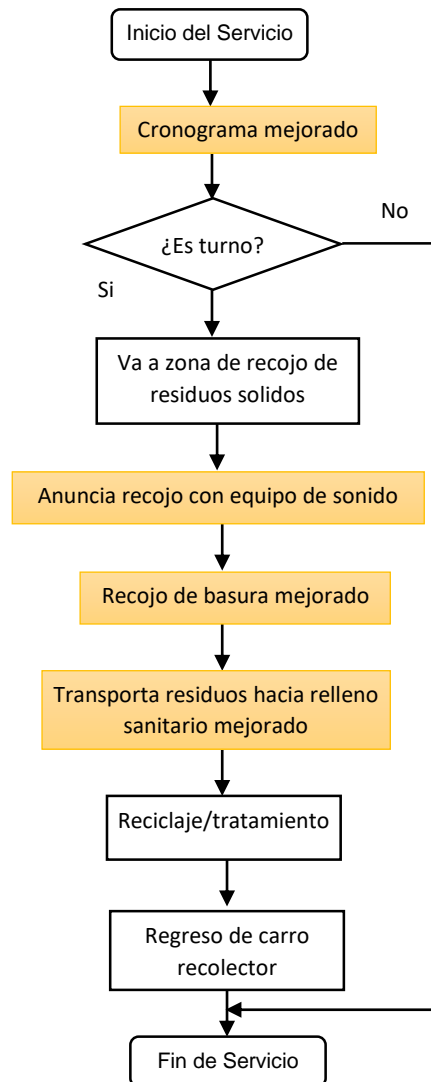 Inicio del Servicio
Cronograma mejorado
No
¿Es turno?
Si
Va a zona de recojo de
residuos solidos
Anuncia recojo con equipo de sonido
Recojo de basura mejorado
Transporta residuos hacia relleno
sanitario mejorado
Reciclaje/tratamiento
Regreso de carro
recolector
Fin de Servicio